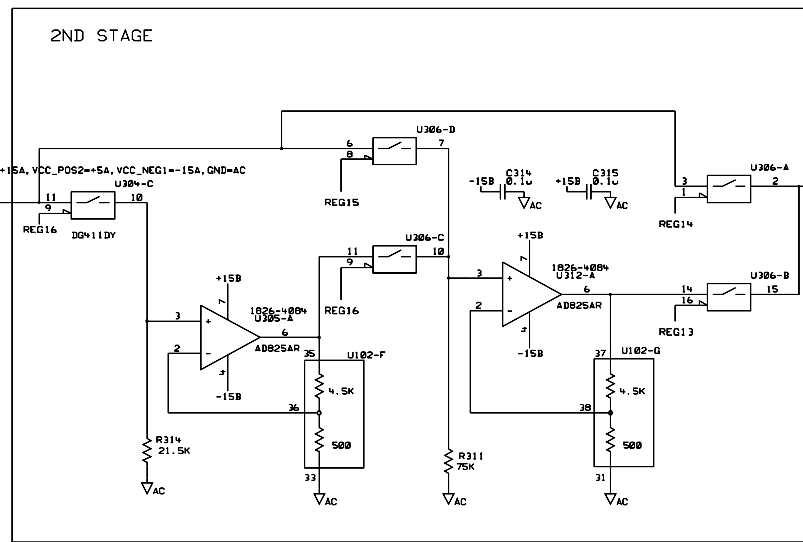 2ND STAGE
U306-D
6
7
8
+15A, VCC_POS2=+5A, VCC_NEG1=-15A, GND=AC
U304-C
11
10
9
REG16
DG411DY
REG15
-15B
C314
0.1u
AC
+15B
C315
0.1u
AC
U306-A
3
2
1
REG14
U306-C
11
10
9
REG16
+15B
7
1826-4084
U312-A
3
6
2
AD825AR
4
-15B
U306-B
14
15
16
REG13
+15B
7
1826-4084
U305-A
3
6
2
AD825AR
4
-15B
35
U102-F
4.5K
36
500
33
AC
37
U102-G
4.5K
38
500
31
AC
R314
21.5K
AC
R311
75K
AC